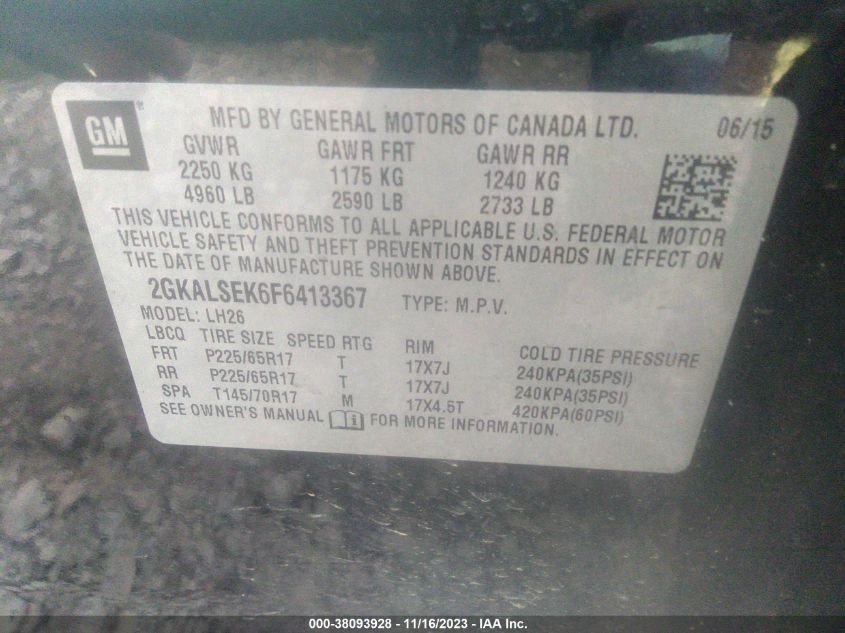 GM ®
MFD BY GENERAL MOTORS OF CANADA LTD. 06/15
GVWR GAWR FRT GAWR RR
2250 KG 1175 KG 1240 KG
4960 LB 2590 LB 2733 LB
THIS VEHICLE CONFORMS TO ALL APPLICABLE U.S. FEDERAL MOTOR
VEHICLE SAFETY AND THEFT PREVENTION STANDARDS IN EFFECT ON
THE DATE OF MANUFACTURE SHOWN ABOVE.
2GKALSEK6F6413367 TYPE: M.P.V.
MODEL: LH26
LBCQ TIRE SIZE SPEED RTG RIM COLD TIRE PRESSURE
FRT P225/65R17 T 17X7J 240KPA(35PSI)
RR P225/65R17 T 17X7J 240KPA(35PSI)
SPA T145/70R17 M 17X4.5T 420KPA(60PSI)
SEE OWNER'S MANUAL FOR MORE INFORMATION.
000-38093928 - 11/16/2023 - IAA Inc.